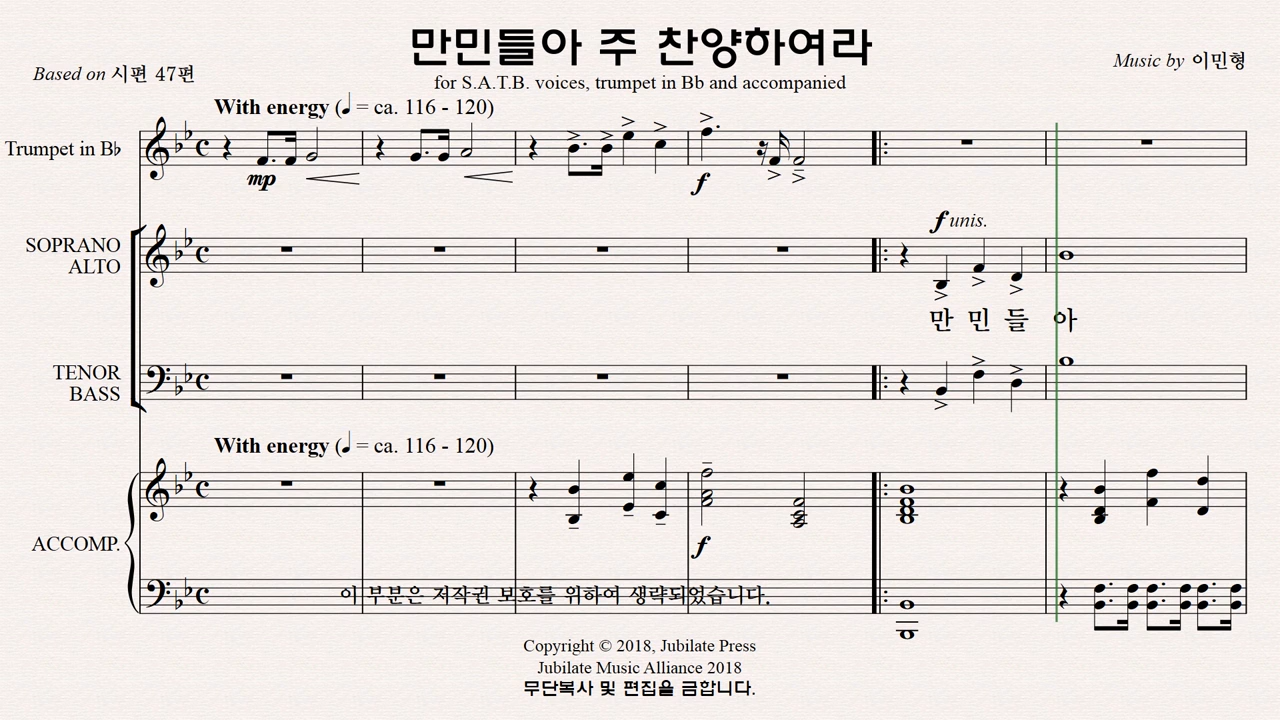 만민들아 주 찬양하여라
Based on 시편 47편
Music by 이민형
for S.A.T.B. voices, trumpet in Bb and accompanied
With energy (♩ = ca. 116 - 120)
Trumpet in B♭
mp
f
f unis.
SOPRANO
ALTO
만 민 들 아
TENOR
BASS
With energy (♩ = ca. 116 - 120)
ACCOMP.
f
이 부분은 저작권 보호를 위하여 생략되었습니다.
Copyright © 2018, Jubilate Press
Jubilate Music Alliance 2018
무단복사 및 편집을 금합니다.